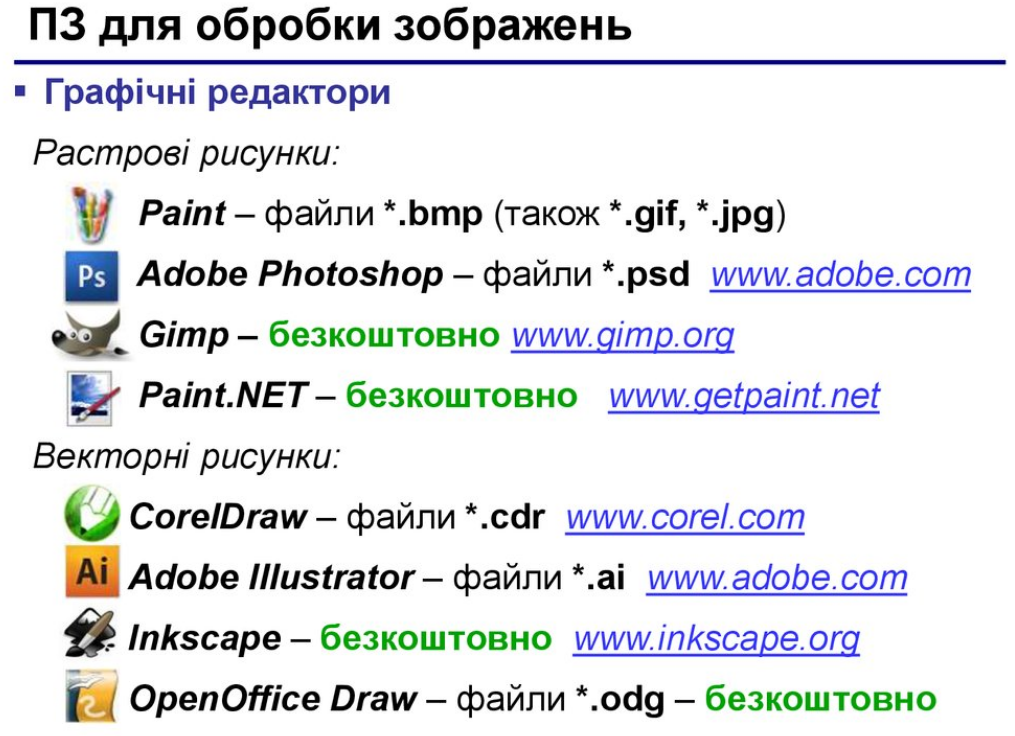 ПЗ для обробки зображень
▪ Графічні редактори
Растрові рисунки:
Paint – файли *.bmp (також *.gif, *.jpg)
Ps Adobe Photoshop – файли *.psd www.adobe.com
Gimp – безкоштовно www.gimp.org
Paint.NET – безкоштовно www.getpaint.net
Векторні рисунки:
CorelDraw – файли *.cdr www.corel.com
Ai Adobe Illustrator – файли *.ai www.adobe.com
Inkscape – безкоштовно www.inkscape.org
OpenOffice Draw – файли *.odg – безкоштовно